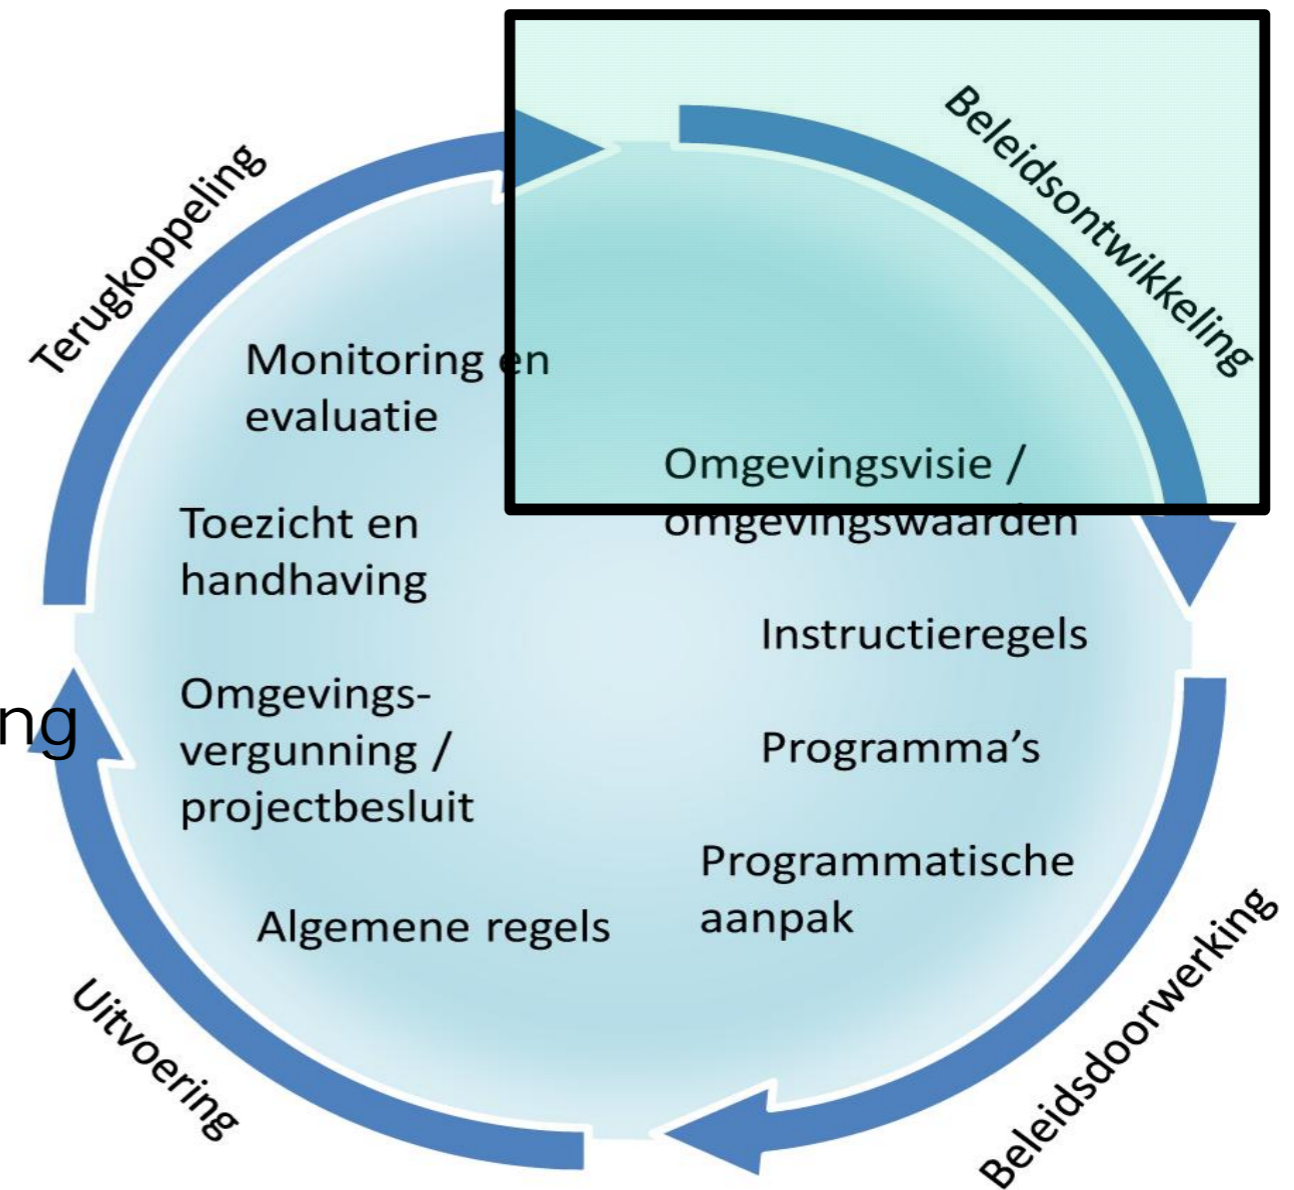 Beleidsontwikkeling
Terugkoppeling
Monitoring en
evaluatie
Omgevingsvisie /
omgevingswaarden
Toezicht en
handhaving
Instructieregels
Omgevings-
vergunning /
projectbesluit
ng
Programma’s
Programmatische
aanpak
Algemene regels
Uitvoering
Beleidsdoorwerking